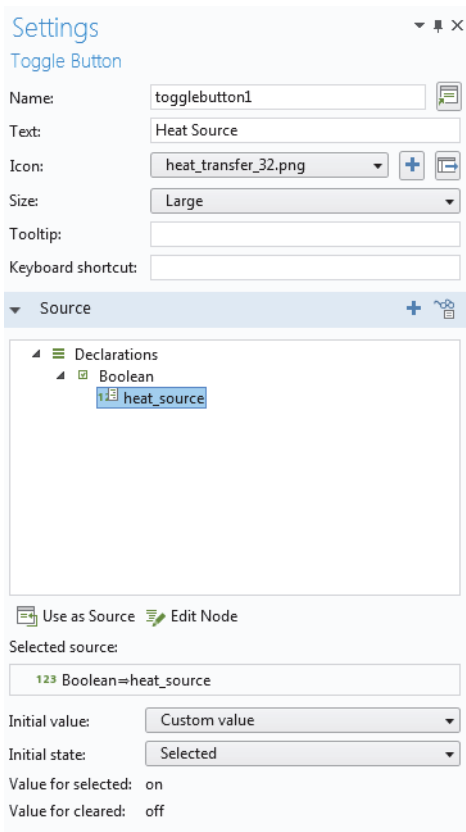 Settings
Toggle Button
Name: togglebutton1
Text: Heat Source
Icon: heat_transfer_32.png
Size: Large
Tooltip:
Keyboard shortcut:
Source
Declarations
Boolean
123 heat_source
Use as Source Edit Node
Selected source:
123 Boolean⇒heat_source
Initial value: Custom value
Initial state: Selected
Value for selected: on
Value for cleared: off